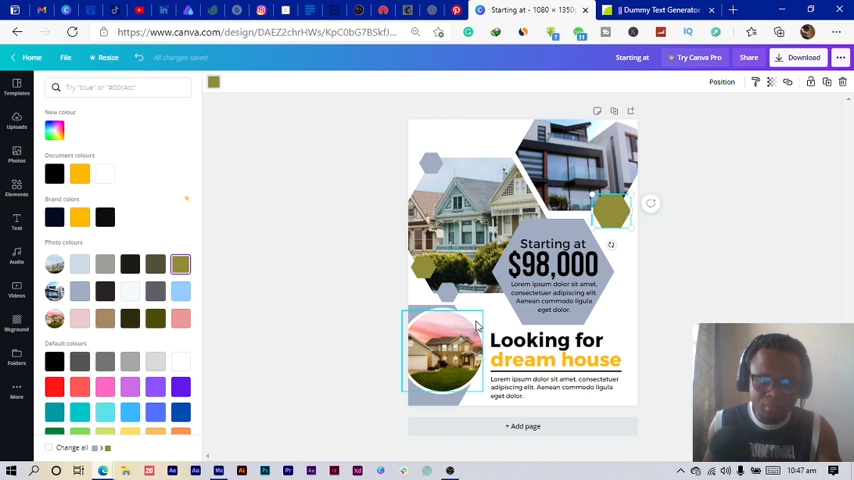 Starting at - 1080 × 1350p
|| Dummy Text Generator
https://www.canva.com/design/DAEZ2chrHWs/KpC0bG7BSkfJ...
Home
File
Resize
All changes saved
Starting at
Try Canva Pro
Share
Download
Templates
Uploads
Photos
Elements
Text
Audio
Videos
Bkground
Folders
More
Try "blue" or "#00c4cc"
New colour
Document colours
Brand colors
Photo colours
Default colours
Change all
Position
Starting at
$98,000
Lorem ipsum dolor sit amet,
consectetuer adipiscing elit.
Aenean commodo ligula
eget dolor.
Looking for
dream house
Lorem ipsum dolor sit amet, consectetuer
adipiscing elit. Aenean commodo ligula
eget dolor.
+ Add page
10:47 am